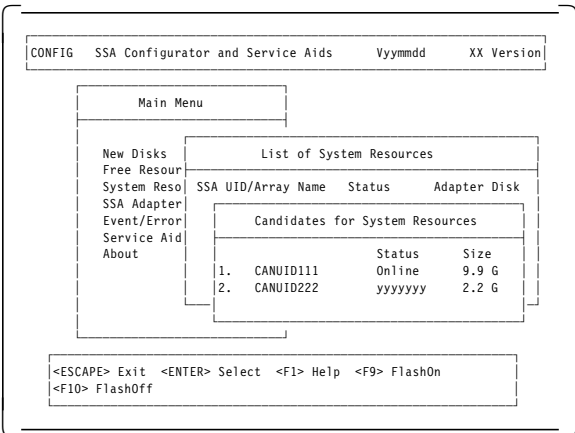 CONFIG SSA Configurator and Service Aids Vyymmdd XX Version
Main Menu
New Disks List of System Resources
Free Resour
System Reso SSA UID/Array Name Status Adapter Disk
SSA Adapter
Event/Error Candidates for System Resources
Service Aid
About Status Size
1. CANUID111 Online 9.9 G
2. CANUID222 yyyyyyy 2.2 G
<ESCAPE> Exit <ENTER> Select <F1> Help <F9> FlashOn
<F10> FlashOff